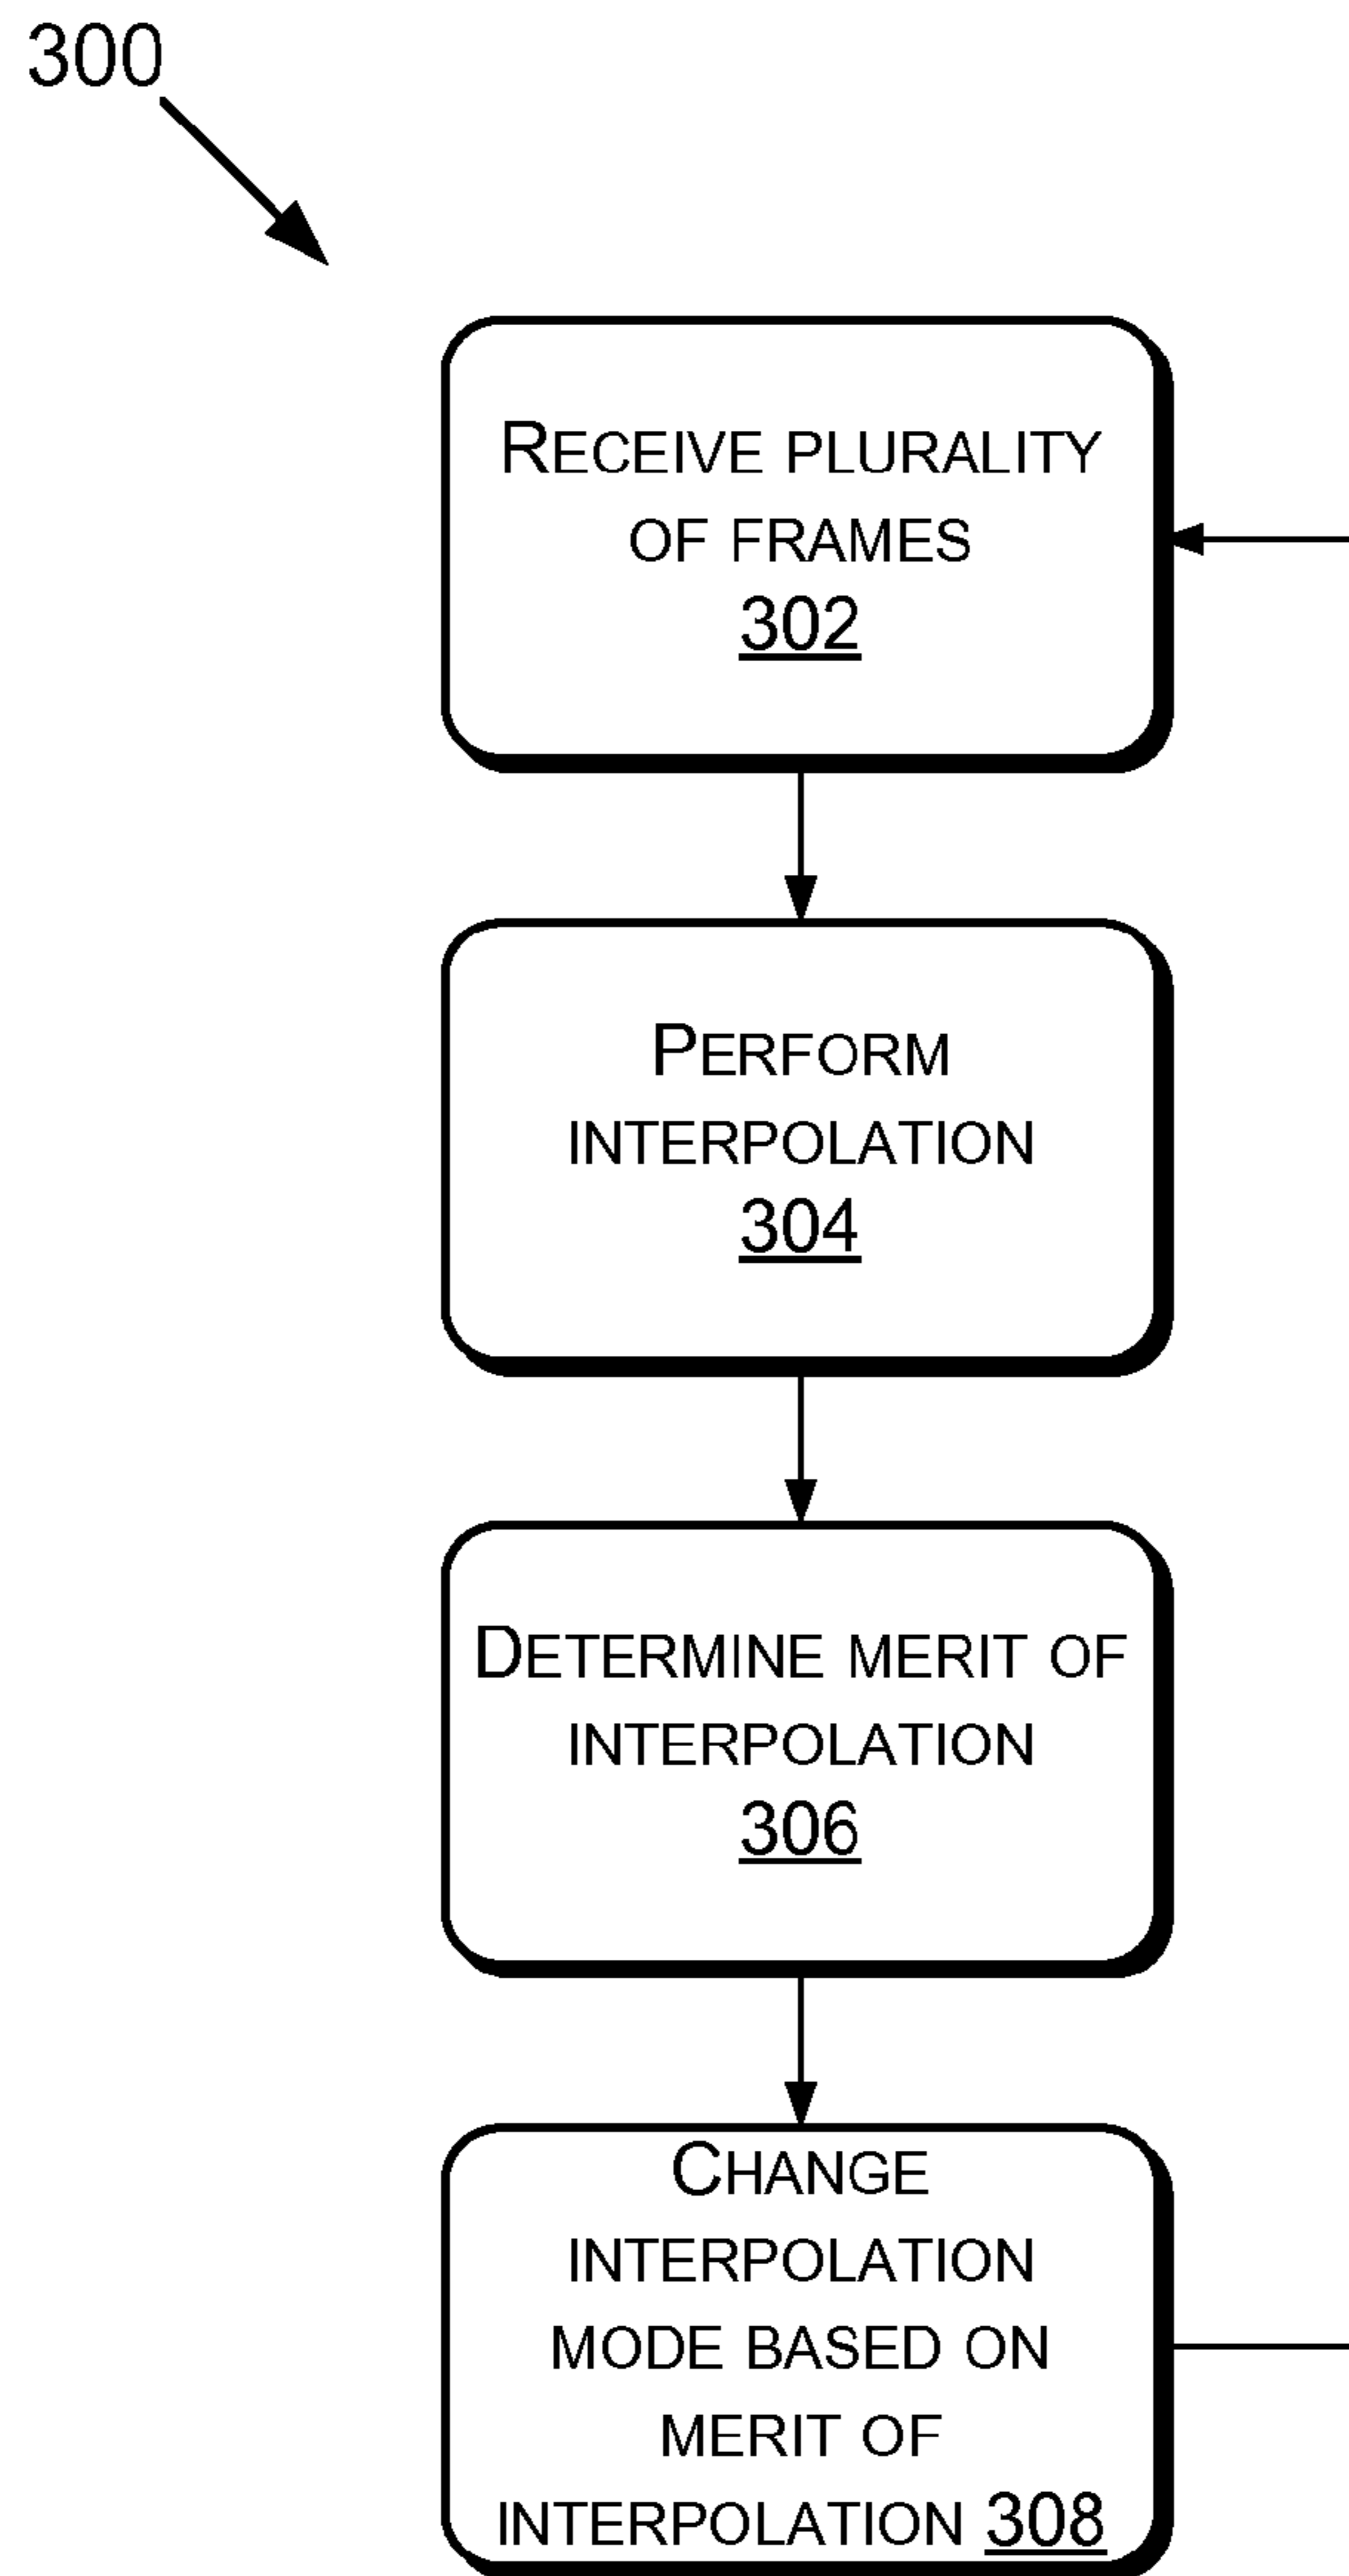 300
RECEIVE PLURALITY
OF FRAMES
302
PERFORM
INTERPOLATION
304
DETERMINE MERIT OF
INTERPOLATION
306
CHANGE
INTERPOLATION
MODE BASED ON
MERIT OF
INTERPOLATION 308